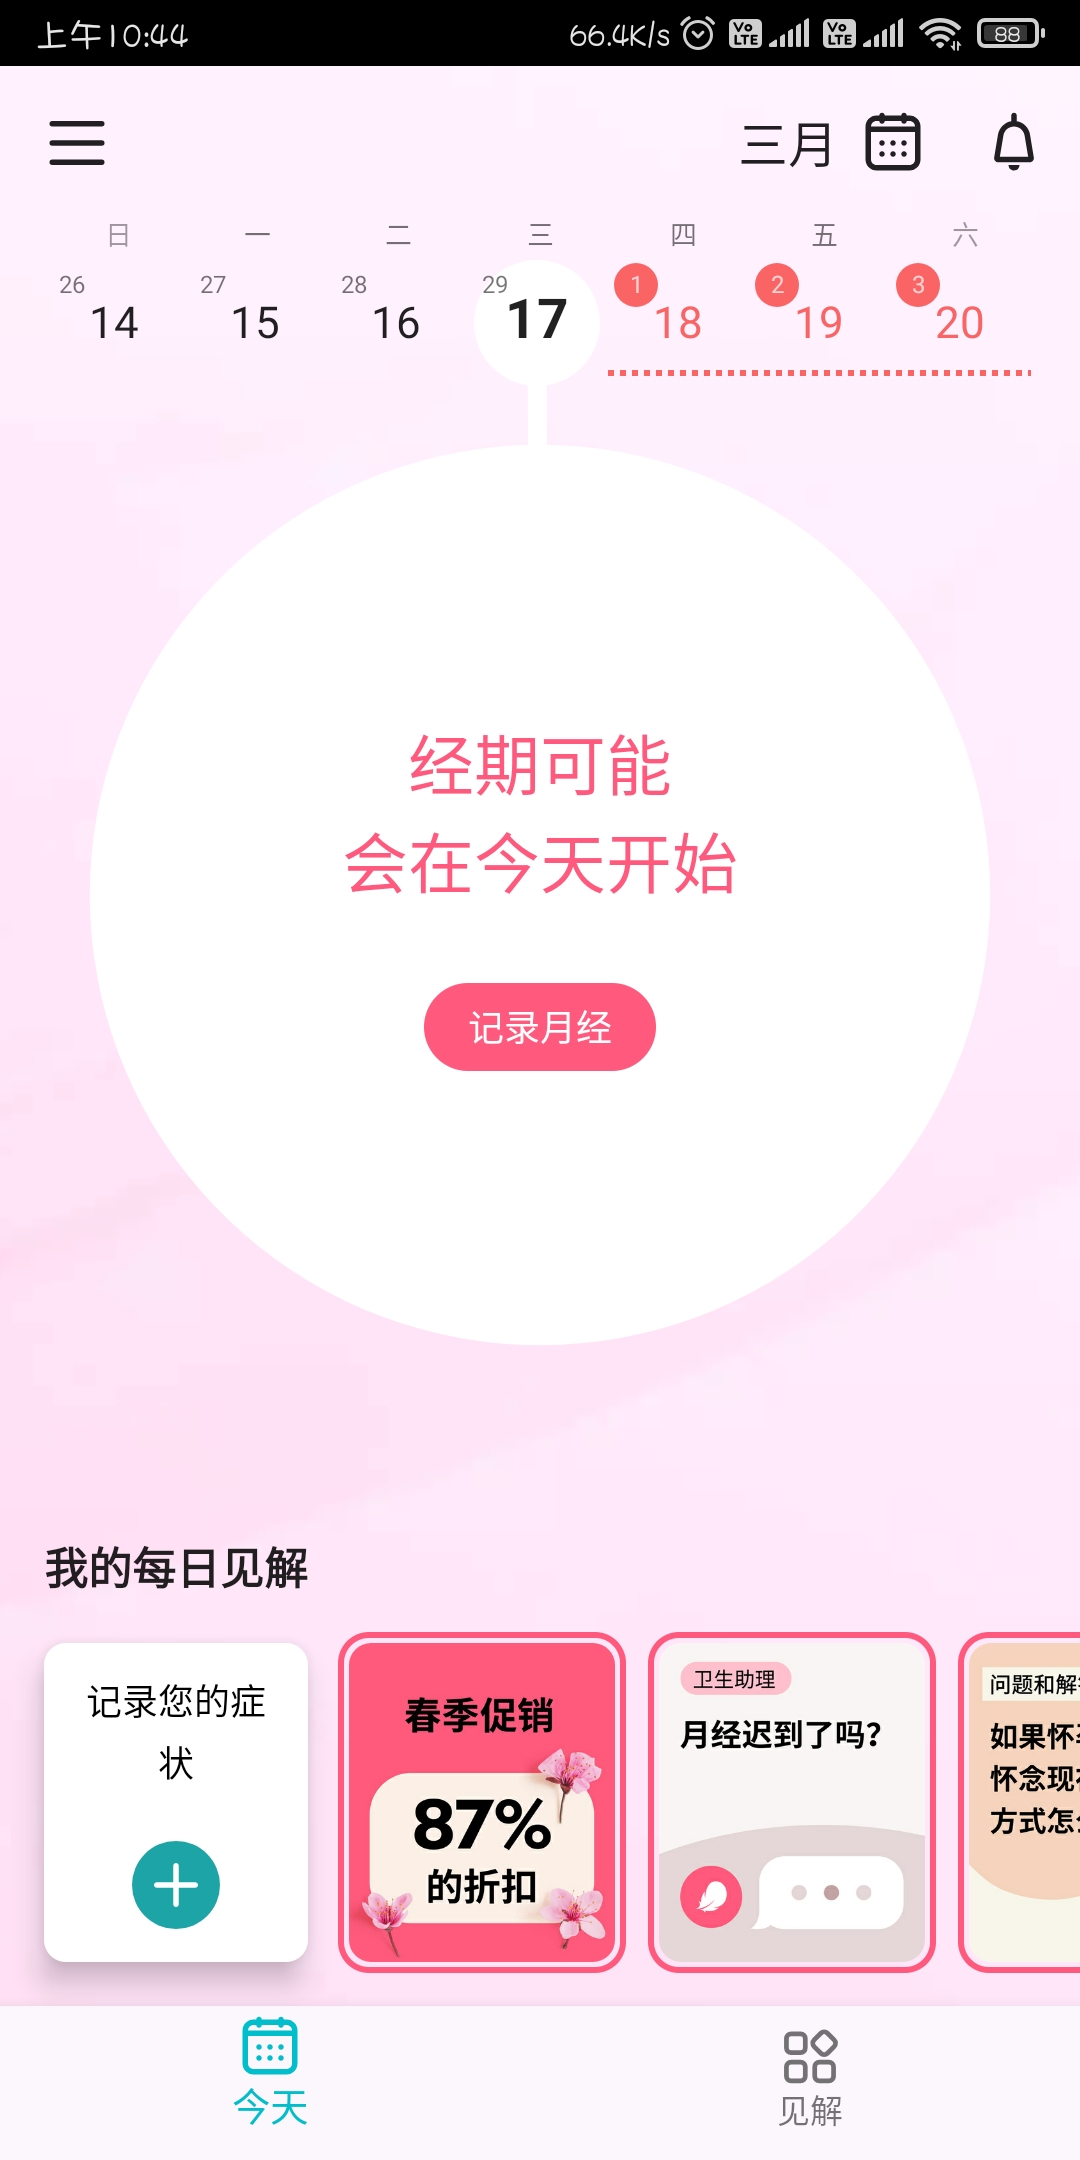 上午10:44 66.4K/s Vo LTE Vo LTE 88
三月
日 一 二 三 四 五 六
26 27 28 29 1 2 3
14 15 16 17 18 19 20
经期可能
会在今天开始
记录月经
我的每日见解
记录您的症
状
春季促销
87%
的折扣
卫生助理
月经迟到了吗?
问题和解
如果怀
怀念现
方式怎
今天
见解